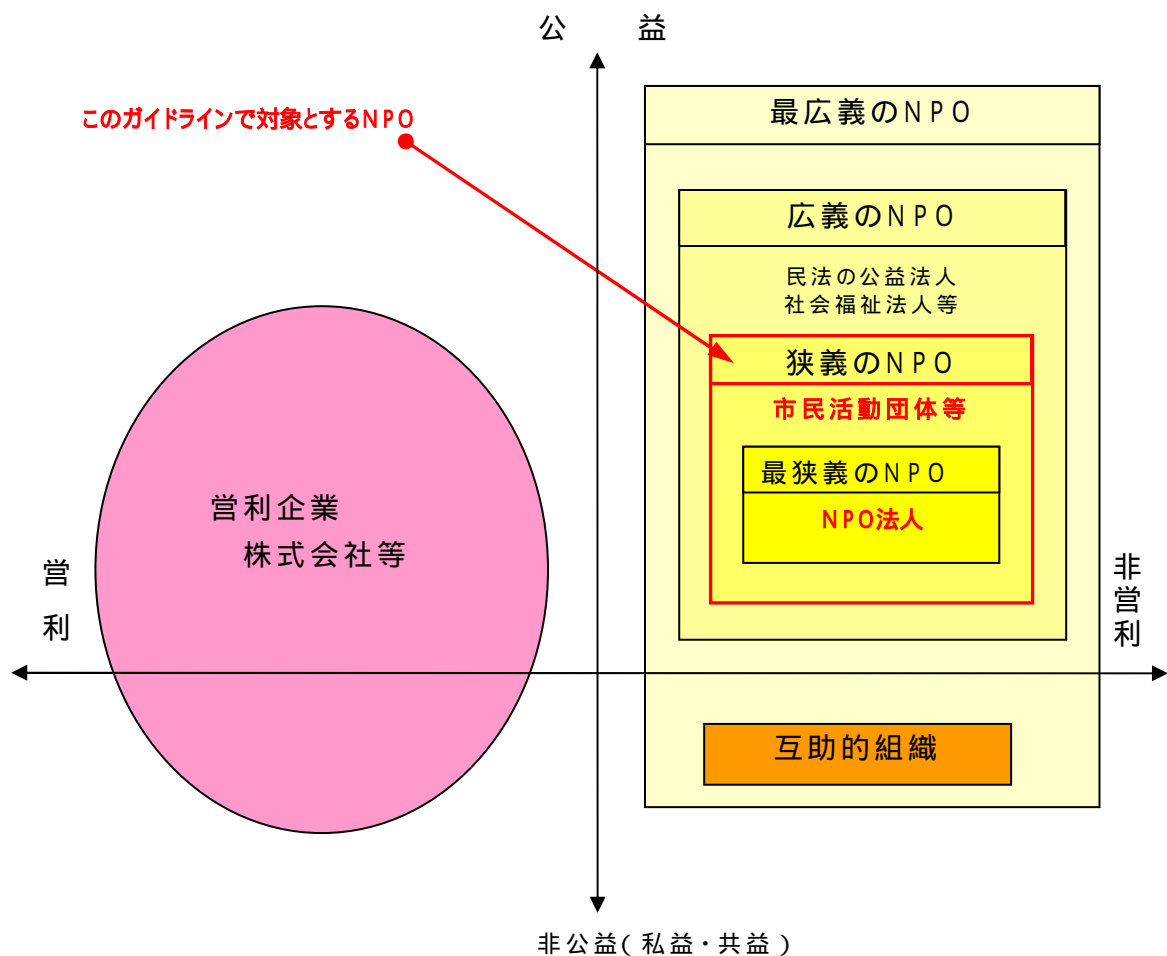 公 益
このガイドラインで対象とするNPO
最広義のNPO
広義のNPO
民法の公益法人
社会福祉法人等
狭義のNPO
市民活動団体等
最狭義のNPO
NPO法人
営利企業
株式会社等
営利
非営利
互助的組織
非公益(私益・共益)